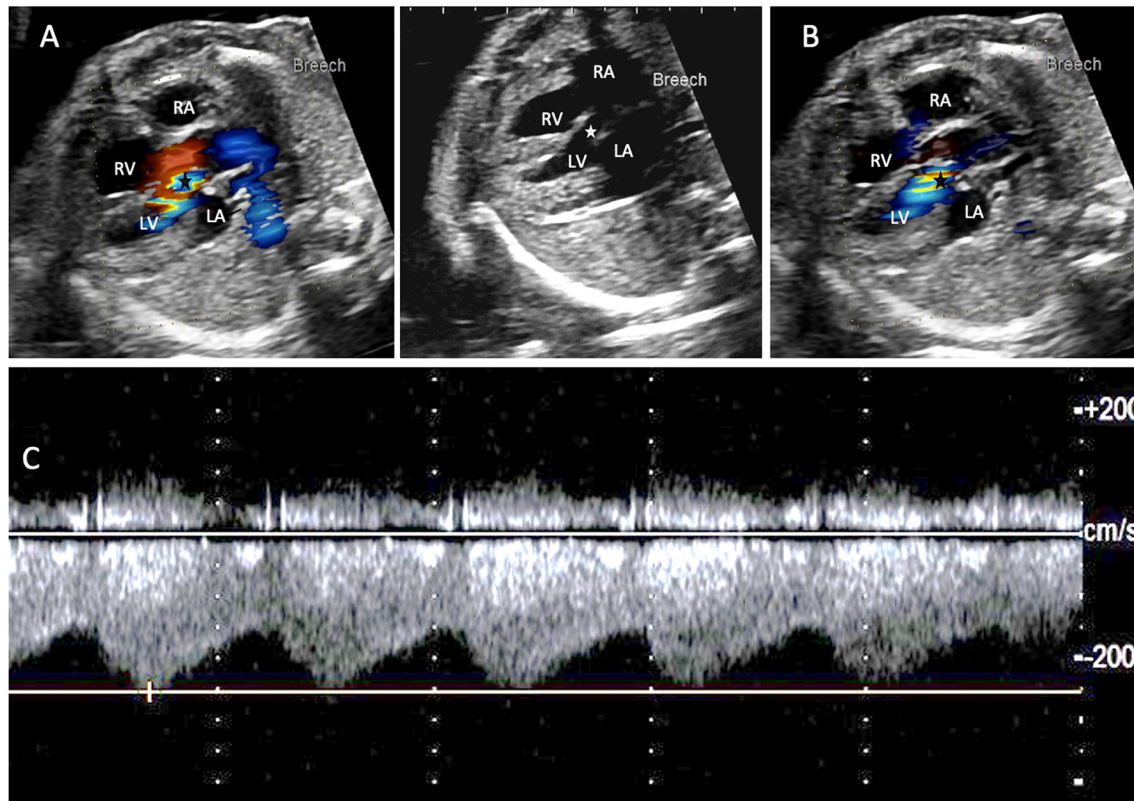 A
Breech
RA
RV
LV
LA
RA
Breech
RV
LV
LA
B
Breech
RA
RV
LV
LA
C
+200
cm/s
-200